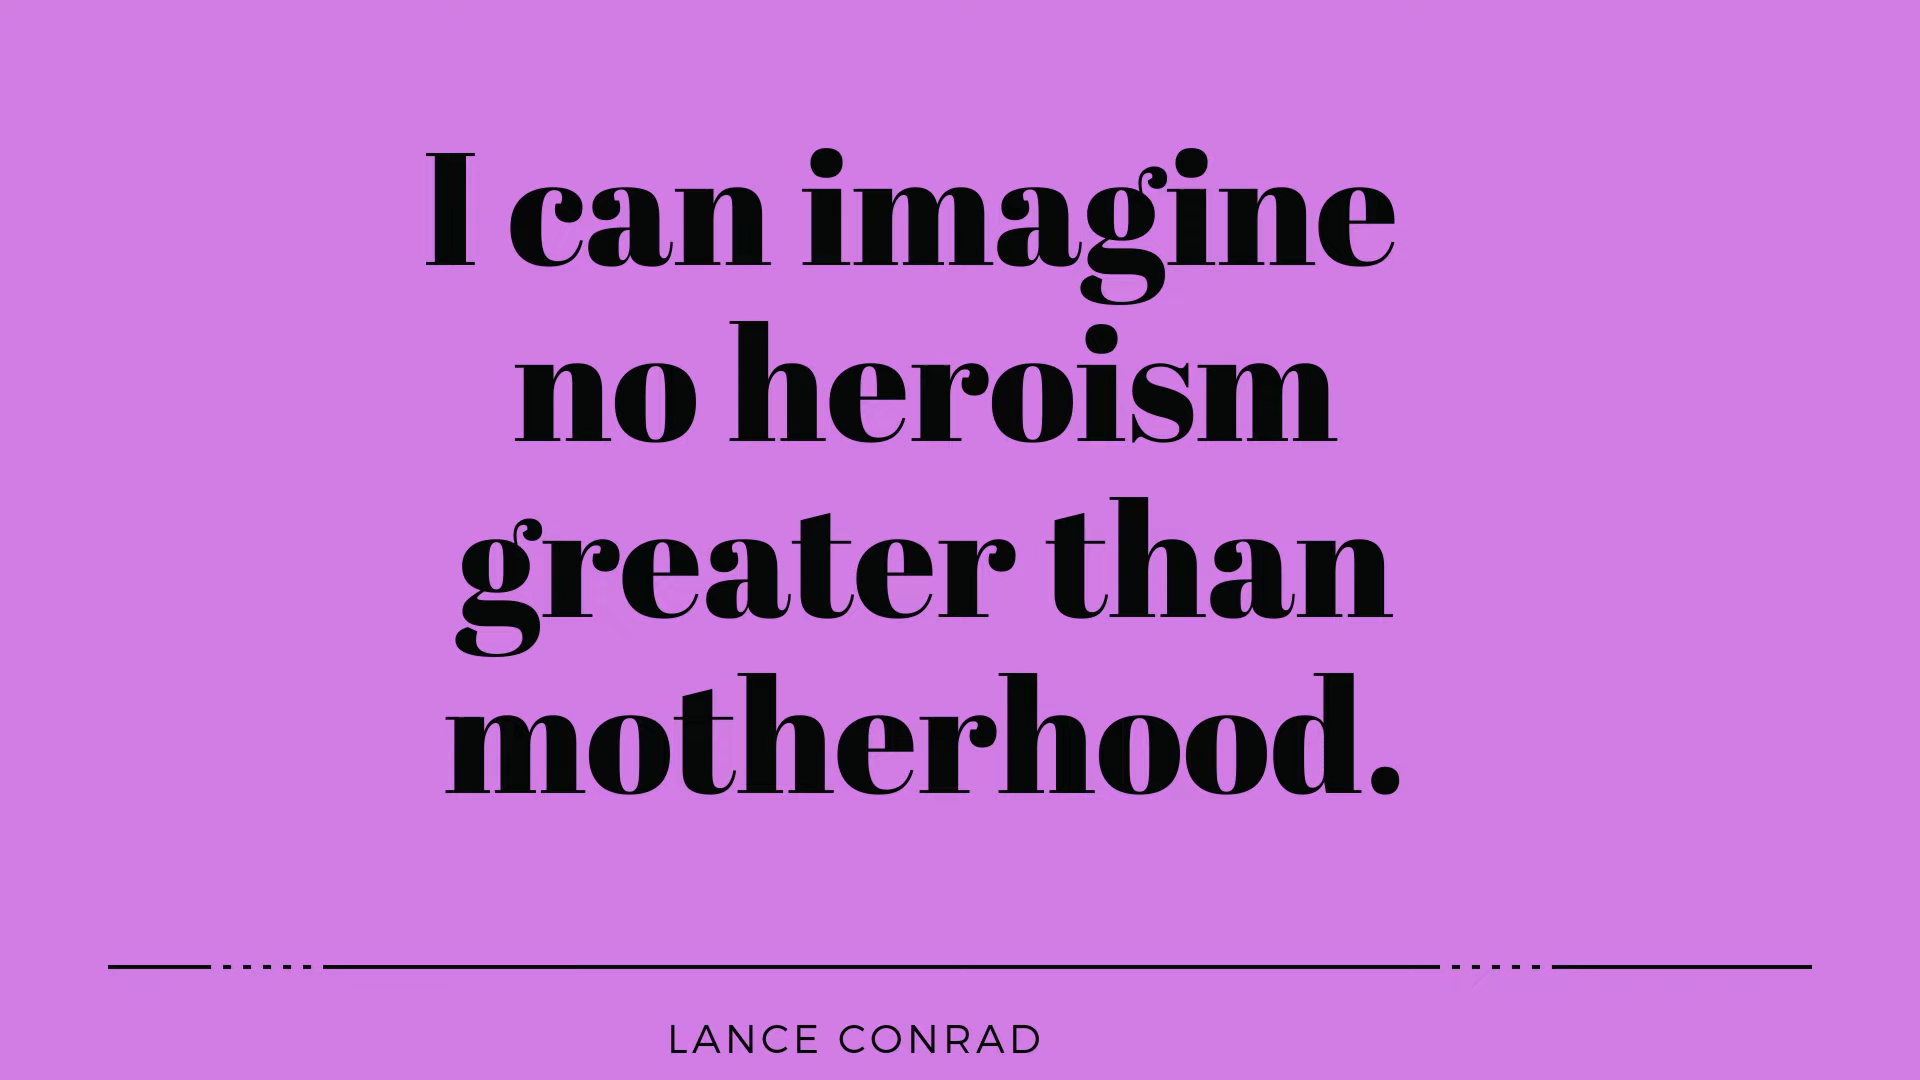 I can imagine
no heroism
greater than
motherhood.
LANCE CONRAD